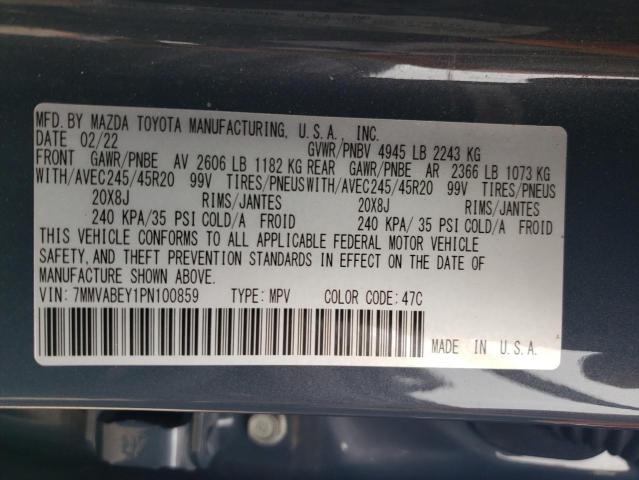 MFD. BY MAZDA TOYOTA MANUFACTURING, U.S.A., INC.
DATE 02/22 GVWR/PNBV 4945 LB 2243 KG
FRONT GAWR/PNBE AV 2606 LB 1182 KG REAR GAWR/PNBE AR 2366 LB 1073 KG
WITH/AVEC245/45R20 99V TIRES/PNEUSWITH/AVEC245/45R20 99V TIRES/PNEUS
20X8J RIMS/JANTES 20X8J RIMS/JANTES
240 KPA/35 PSI COLD/A FROID 240 KPA/ 35 PSI COLD/A FROID
THIS VEHICLE CONFORMS TO ALL APPLICABLE FEDERAL MOTOR VEHICLE
SAFETY,AND THEFT PREVENTION STANDARDS IN EFFECT ON THE DATE OF
MANUFACTURE SHOWN ABOVE.
VIN: 7MMVABEY1PN100859 TYPE: MPV COLOR CODE: 47C
MADE IN U.S.A.